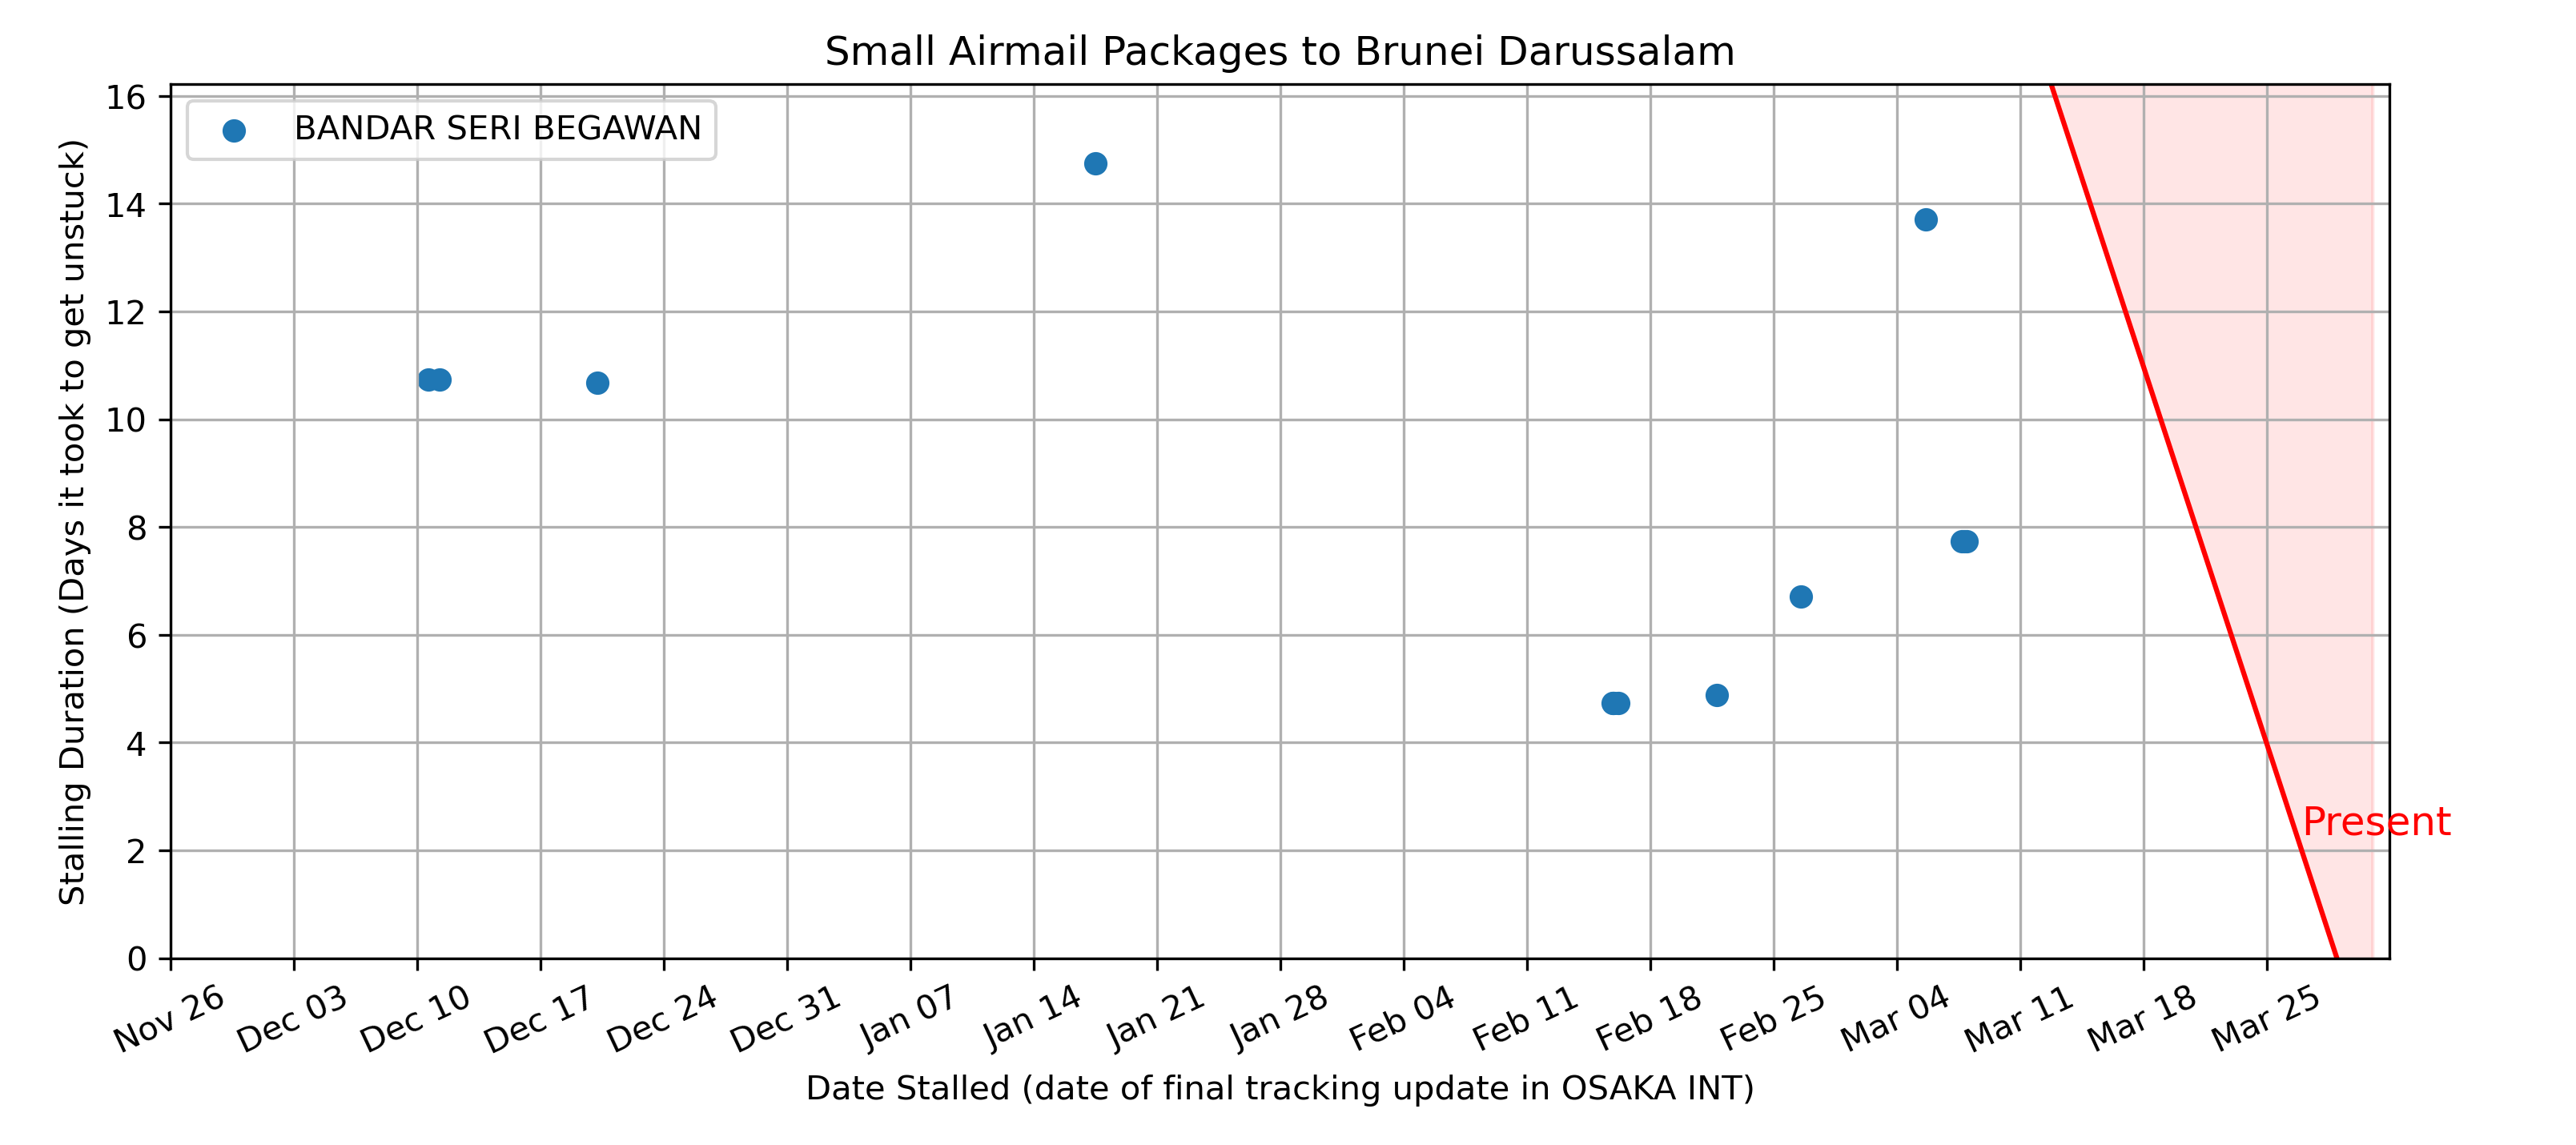 Small Airmail Packages to Brunei Darussalam
BANDAR SERI BEGAWAN
Stalling Duration (Days it took to get unstuck)
16
14
12
10
8
6
4
2
0
Present
Nov 26
Dec 03
Dec 10
Dec 17
Dec 24
Dec 31
Jan 07
Jan 14
Jan 21
Jan 28
Feb 04
Feb 11
Feb 18
Feb 25
Mar 04
Mar 11
Mar 18
Mar 25
Date Stalled (date of final tracking update in OSAKA INT)